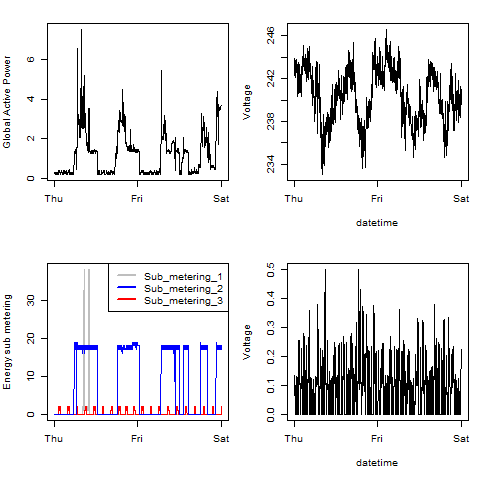 Global Active Power
0
2
4
6
Thu
Fri
Sat
Voltage
234
238
242
246
Thu
Fri
Sat
datetime
Energy sub metering
0
10
20
30
Thu
Fri
Sat
Sub_metering_1
Sub_metering_2
Sub_metering_3
Voltage
0.0
0.1
0.2
0.3
0.4
0.5
Thu
Fri
Sat
datetime